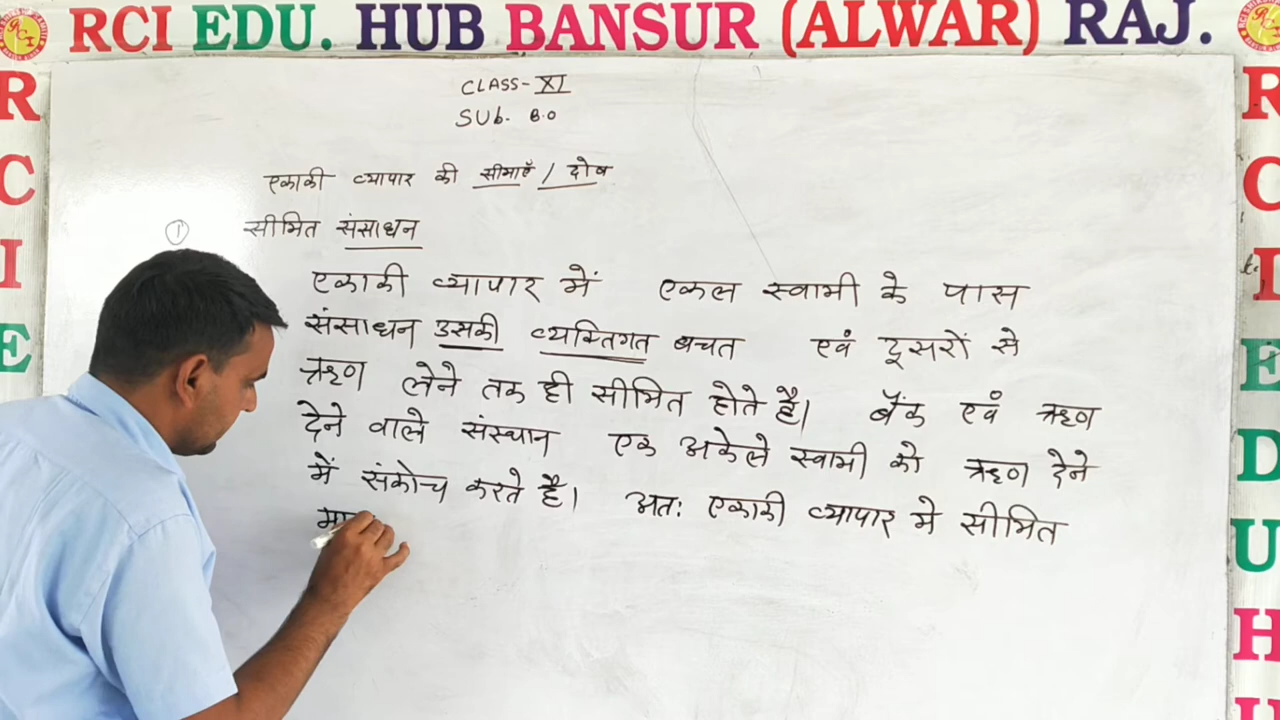 RCI EDU. HUB BANSUR (ALWAR) RAJ.
CLASS-XI
SUb. B.O
एकाकी व्यापार की सीमाएँ / दोष
① सीमित संसाधन
एकाकी व्यापार में एकल स्वामी के पास
संसाधन उसकी व्यक्तिगत बचत एवं दूसरों से
ऋण लेने तक ही सीमित होते है। बैंक एवं ऋण
देने वाले संस्थान एक अकेले स्वामी को ऋण देने
में संकोच करते है। अतः एकाकी व्यापार मे सीमित
R
C
I
E
R
C
I
E
D
U
H
U